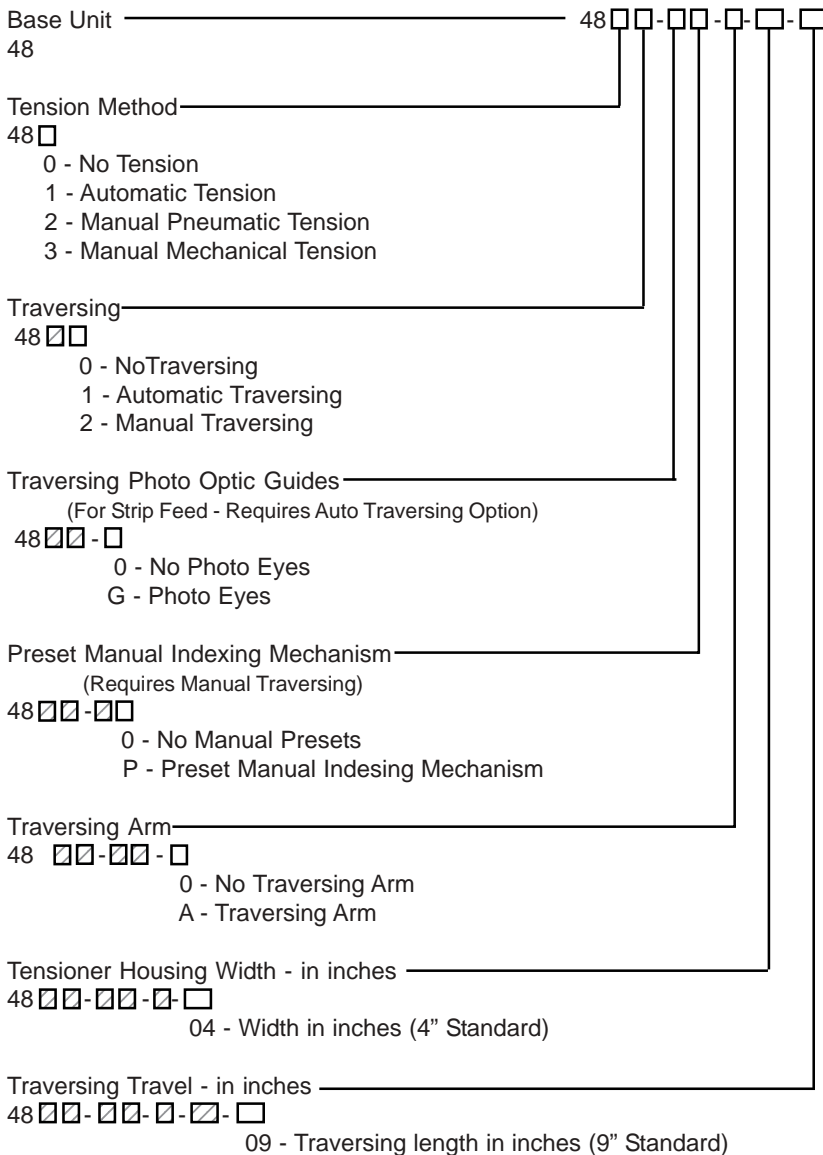 Base Unit 48□□-□□-□-□-□
48
Tension Method
48□
0 - No Tension
1 - Automatic Tension
2 - Manual Pneumatic Tension
3 - Manual Mechanical Tension
Traversing
48☑□
0 - NoTraversing
1 - Automatic Traversing
2 - Manual Traversing
Traversing Photo Optic Guides
(For Strip Feed - Requires Auto Traversing Option)
48☑☑-□
0 - No Photo Eyes
G - Photo Eyes
Preset Manual Indexing Mechanism
(Requires Manual Traversing)
48☑☑-☑□
0 - No Manual Presets
P - Preset Manual Indesing Mechanism
Traversing Arm
48 ☑☑-☑☑-□
0 - No Traversing Arm
A - Traversing Arm
Tensioner Housing Width - in inches
48☑☑-☑☑-☑-□
04 - Width in inches (4” Standard)
Traversing Travel - in inches
48☑☑-☑☑-☑-☑-□
09 - Traversing length in inches (9” Standard)